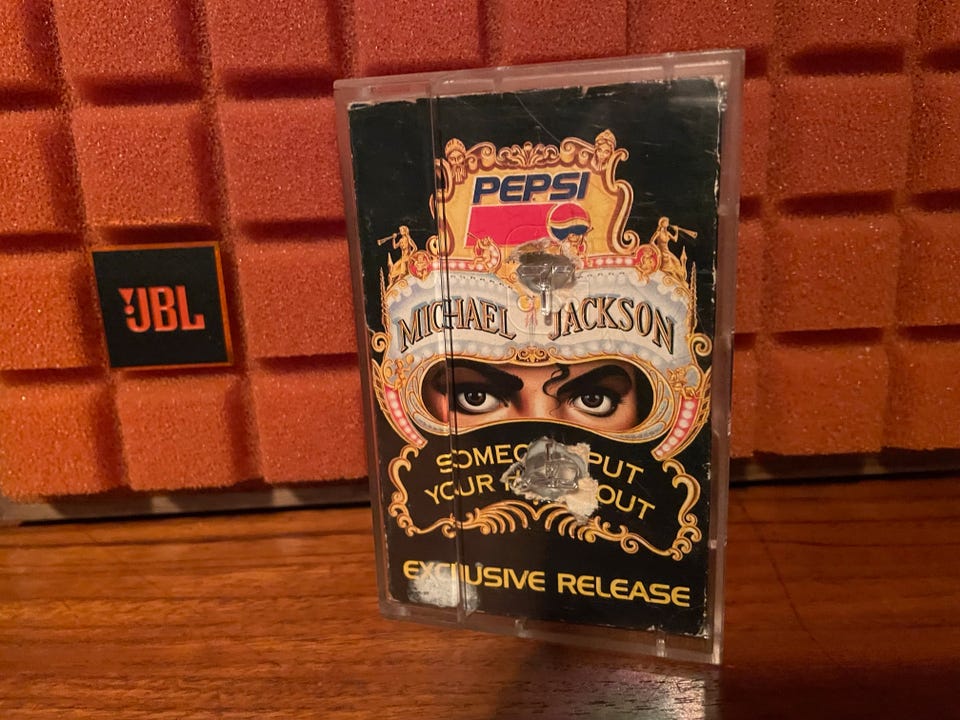 JBL
PEPSI
MICHAEL JACKSON
SOMEO PUT
YOUR OUT
EXCLUSIVE RELEASE